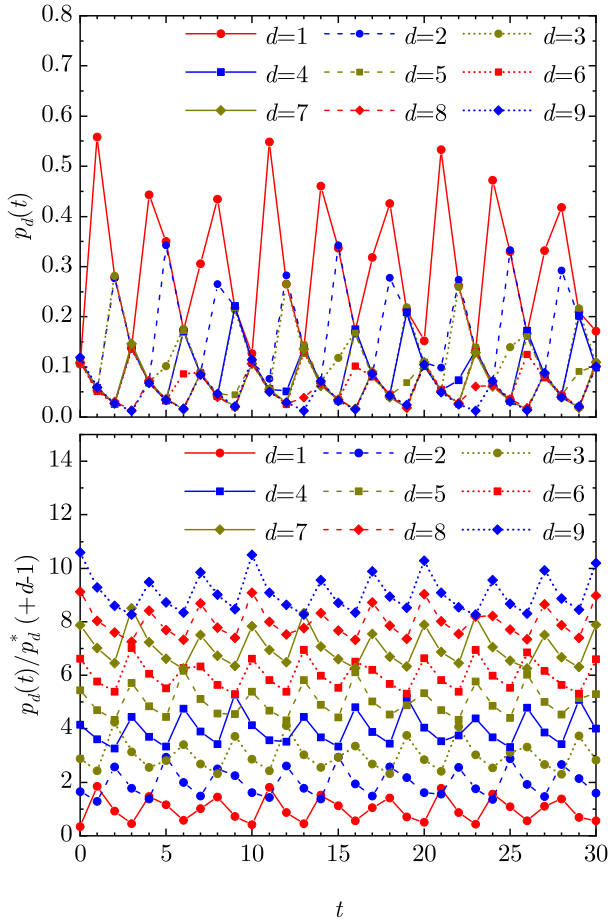 0.8
0.7
0.6
0.5
0.4
0.3
0.2
0.1
0.0
p_d(t)
d=1 d=2 d=3
d=4 d=5 d=6
d=7 d=8 d=9
14
12
10
8
6
4
2
0
p_d(t)/p_d^* (+d-1)
d=1 d=2 d=3
d=4 d=5 d=6
d=7 d=8 d=9
0 5 10 15 20 25 30
t